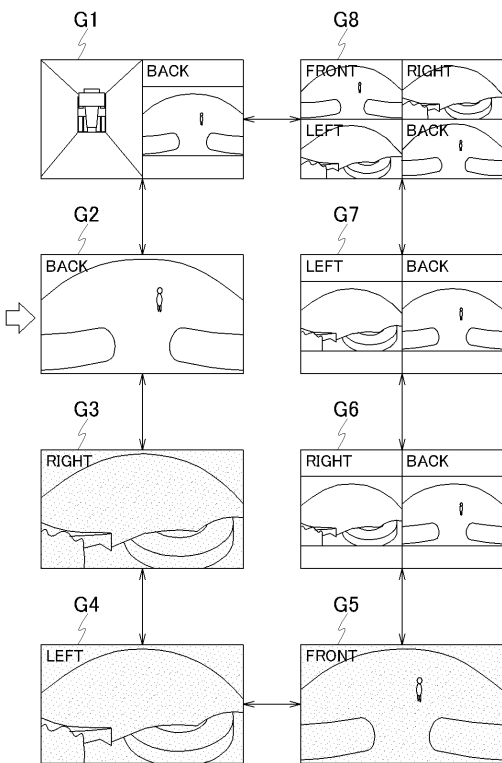 G1
G8
BACK
FRONT
RIGHT
LEFT
BACK
G2
G7
BACK
LEFT
BACK
G3
G6
RIGHT
RIGHT
BACK
G4
G5
LEFT
FRONT